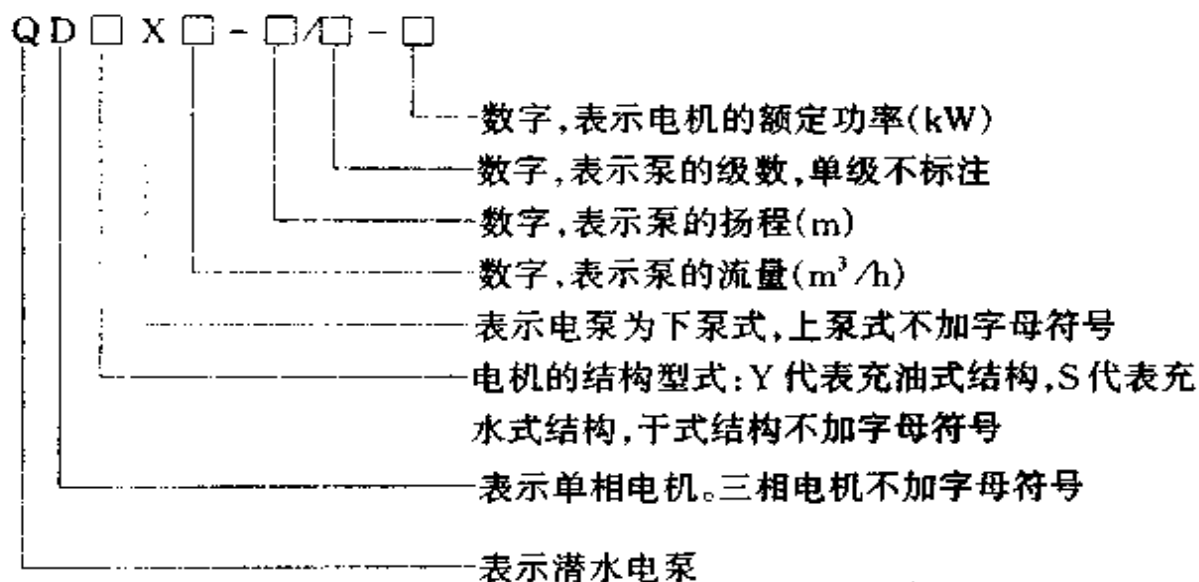 QD□X□-□/□-□
数字,表示电机的额定功率(kW)
数字,表示泵的级数,单级不标注
数字,表示泵的扬程(m)
数字,表示泵的流量(m³/h)
表示电泵为下泵式,上泵式不加字母符号
电机的结构型式:Y代表充油式结构,S代表充
水式结构,干式结构不加字母符号
表示单相电机。三相电机不加字母符号
表示潜水电泵